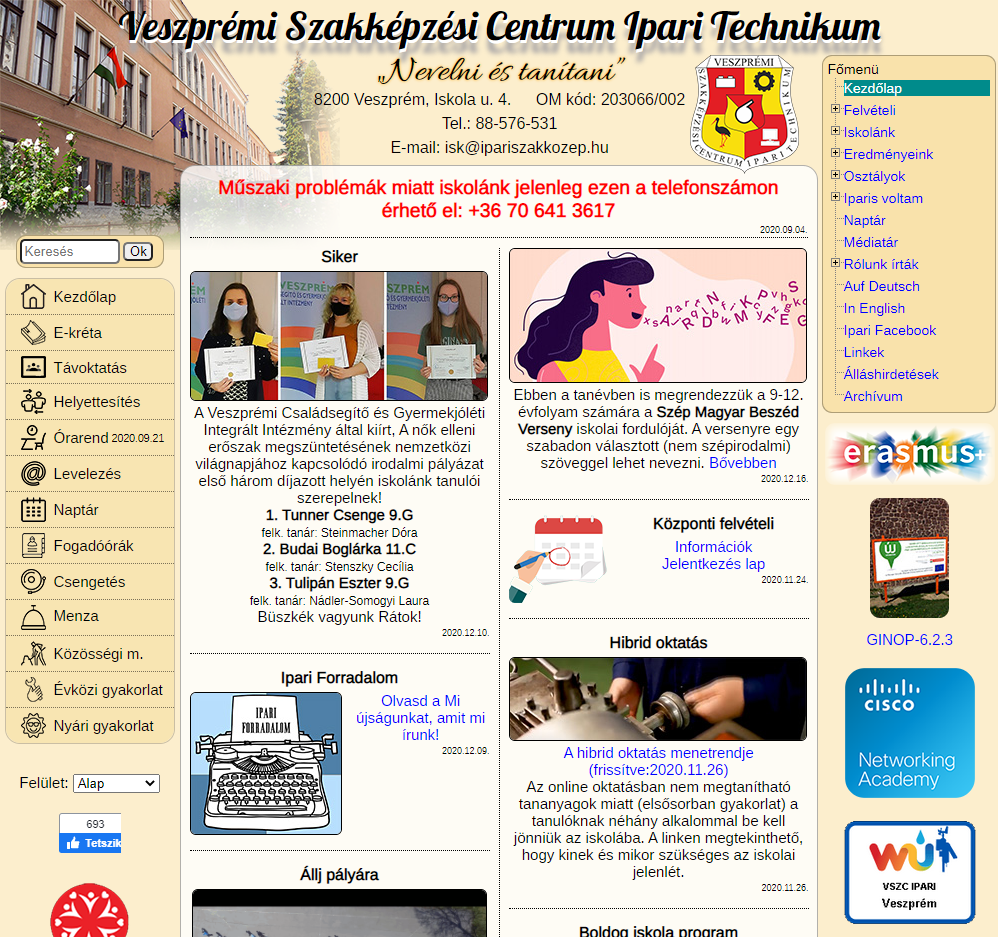 Veszprémi Szakképzési Centrum Ipari Technikum
„Nevelni és tanítani”
8200 Veszprém, Iskola u. 4. OM kód: 203066/002
Tel.: 88-576-531
E-mail: isk@ipariszakkozep.hu
VESZPRÉMI SZAKKÉPZÉSI CENTRUM IPARI TECHNIKUM
Keresés
Ok
Kezdőlap
E-kréta
Távoktatás
Helyettesítés
Órarend 2020.09.21
Levelezés
Naptár
Fogadóórák
Csengetés
Menza
Közösségi m.
Évközi gyakorlat
Nyári gyakorlat
Felület: Alap
693
Tetszik
Műszaki problémák miatt iskolánk jelenleg ezen a telefonszámon
érhető el: +36 70 641 3617
2020.09.04.
Siker
A Veszprémi Családsegítő és Gyermekjóléti
Integrált Intézmény által kiírt, A nők elleni
erőszak megszüntetésének nemzetközi
világnapjához kapcsolódó irodalmi pályázat
első három díjazott helyén iskolánk tanulói
szerepelnek!
1. Tunner Csenge 9.G
felk. tanár: Steinmacher Dóra
2. Budai Boglárka 11.C
felk. tanár: Stenszky Cecília
3. Tulipán Eszter 9.G
felk. tanár: Nádler-Somogyi Laura
Büszkék vagyunk Rátok!
2020.12.10.
Ipari Forradalom
IPARI
FORRADALOM
Olvasd a Mi
újságunkat, amit mi
írunk!
2020.12.09.
Állj pályára
Ebben a tanévben is megrendezzük a 9-12.
évfolyam számára a Szép Magyar Beszéd
Verseny iskolai fordulóját. A versenyre egy
szabadon választott (nem szépirodalmi)
szöveggel lehet nevezni. Bővebben
2020.12.16.
Központi felvételi
Információk
Jelentkezés lap
2020.11.24.
Hibrid oktatás
A hibrid oktatás menetrendje
(frissítve:2020.11.26)
Az online oktatásban nem megtanítható
tananyagok miatt (elsősorban gyakorlat) a
tanulóknak néhány alkalommal be kell
jönniük az iskolába. A linken megtekinthető,
hogy kinek és mikor szükséges az iskolai
jelenlét.
2020.11.26.
Boldog iskola program
Főmenü
Kezdőlap
Felvételi
Iskolánk
Eredményeink
Osztályok
Iparis voltam
Naptár
Médiatár
Rólunk írták
Auf Deutsch
In English
Ipari Facebook
Linkek
Álláshirdetések
Archívum
erasmus+
GINOP-6.2.3
CISCO
Networking
Academy
VSZC IPARI
Veszprém